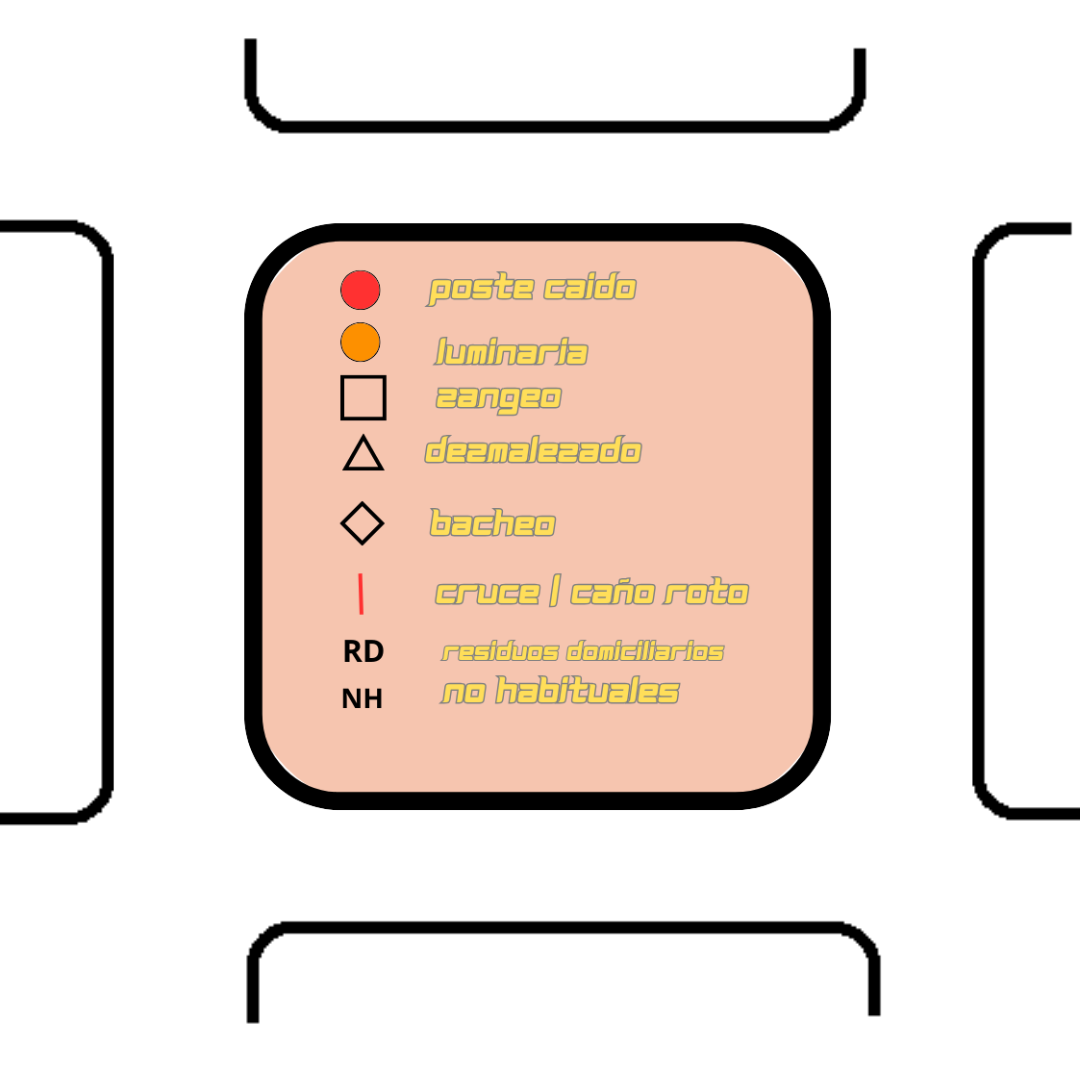 poste caido
luminaria
zangeo
dezmalezado
bacheo
cruce | caño roto
RD residuos domiciliarios
NH no habituales